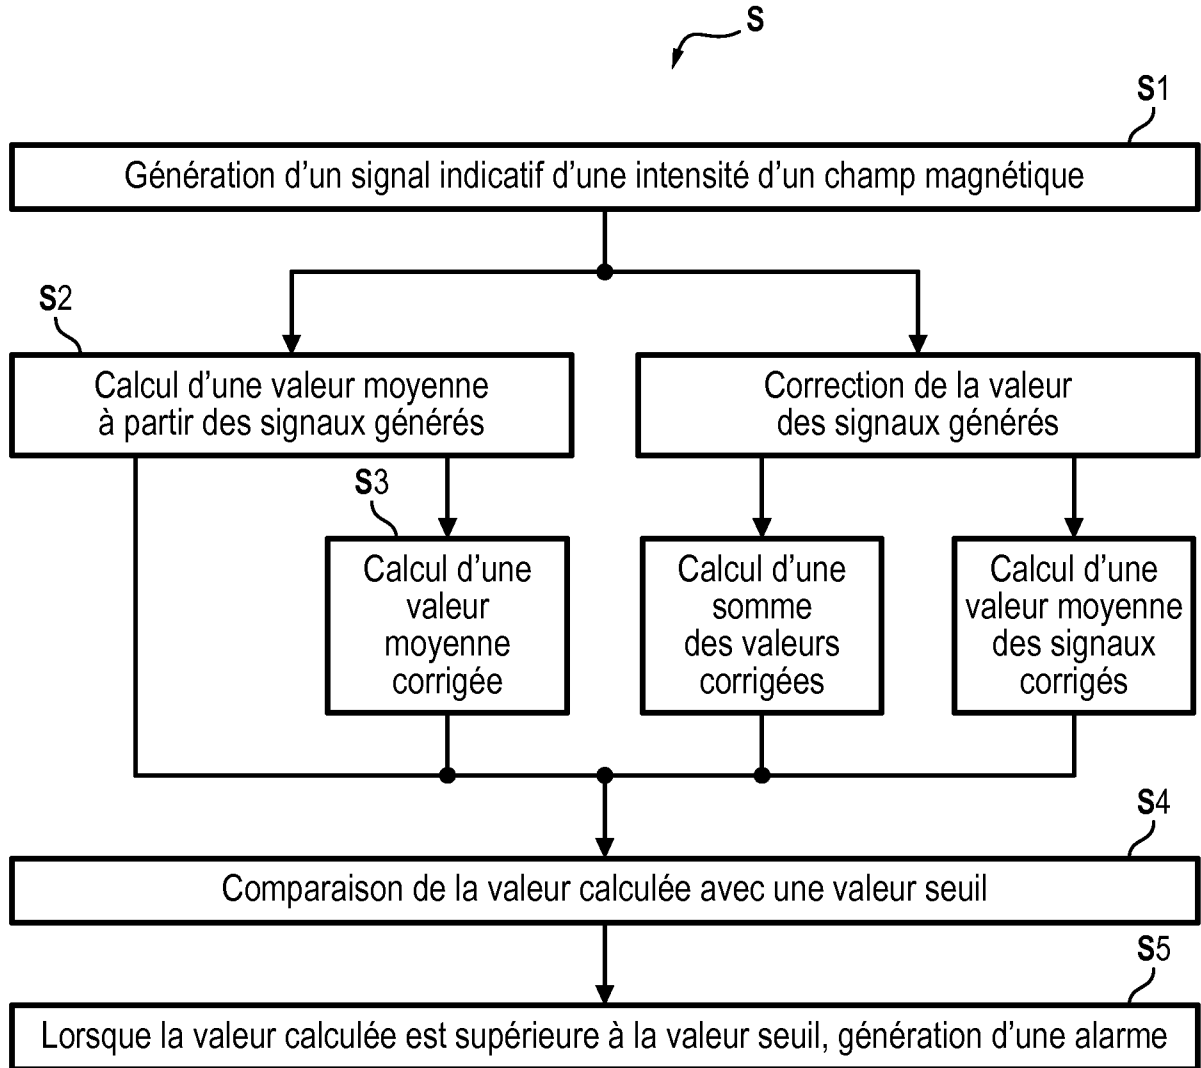 S
S1
Génération d'un signal indicatif d'une intensité d'un champ magnétique
S2
Calcul d'une valeur moyenne
à partir des signaux générés
Correction de la valeur
des signaux générés
S3
Calcul d'une
valeur
moyenne
corrigée
Calcul d'une
somme
des valeurs
corrigées
Calcul d'une
valeur moyenne
des signaux
corrigés
S4
Comparaison de la valeur calculée avec une valeur seuil
S5
Lorsque la valeur calculée est supérieure à la valeur seuil, génération d'une alarme